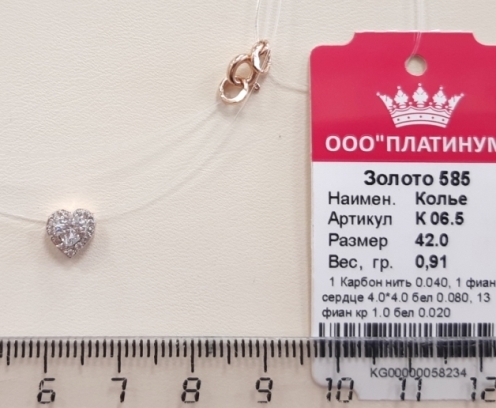 ООО"ПЛАТИНУМ
Золото 585
Наимен. Колье
Артикул К 06.5
Размер 42.0
Вес, гр. 0,91
1 Карбон нить 0.040, 1 фиан
сердце 4.0*4.0 бел 0.080, 13
фиан кр 1.0 бел 0.020
KG00000058234
6 7 8 9 10 11 12